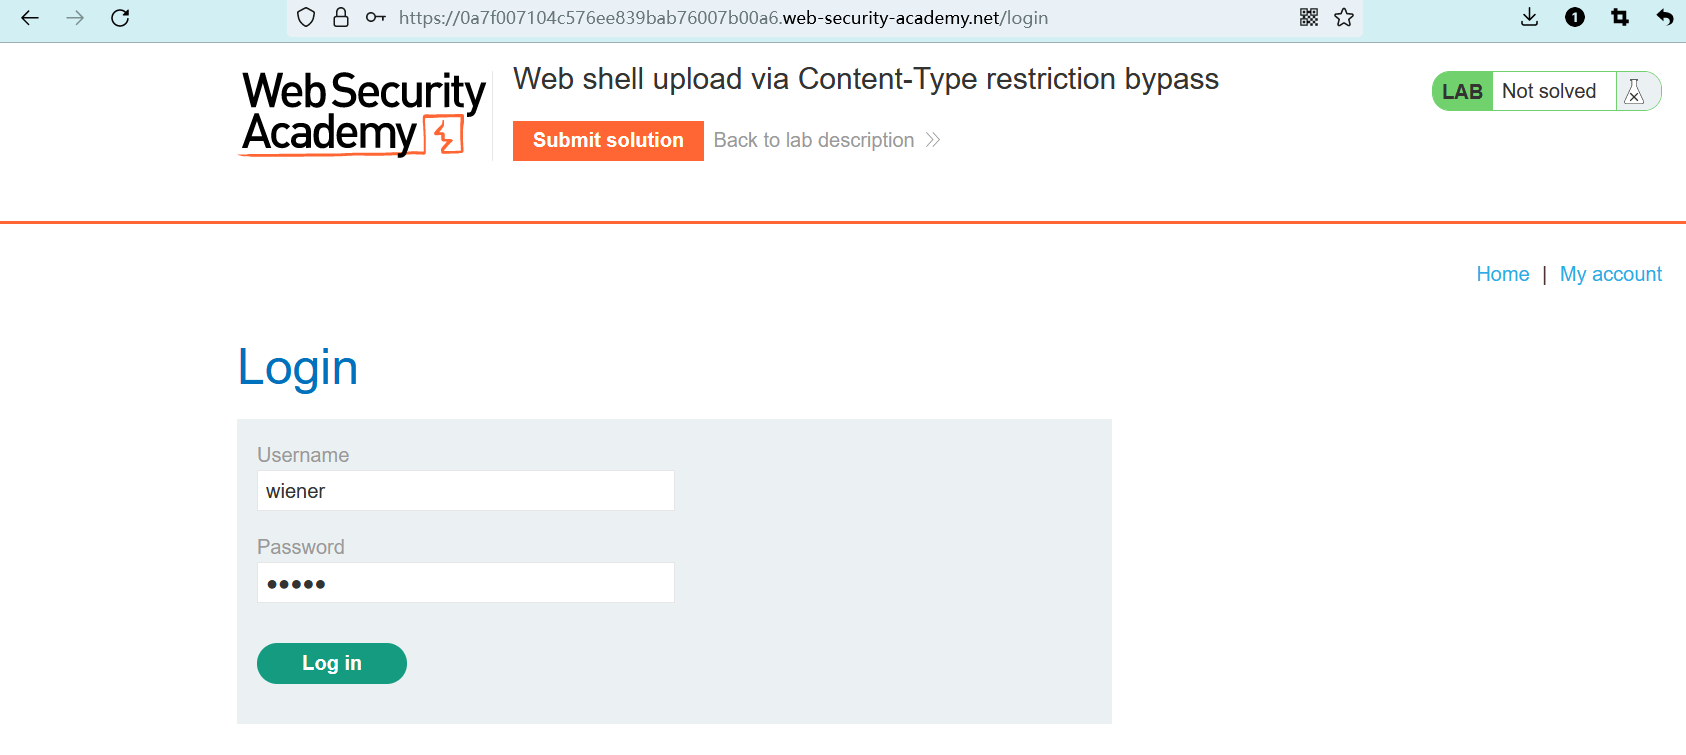 https://0a7f007104c576ee839bab76007b00a6.web-security-academy.net/login
1
Web Security
Academy
Web shell upload via Content-Type restriction bypass
Submit solution
Back to lab description
LAB
Not solved
Home | My account
Login
Username
wiener
Password
•••••
Log in